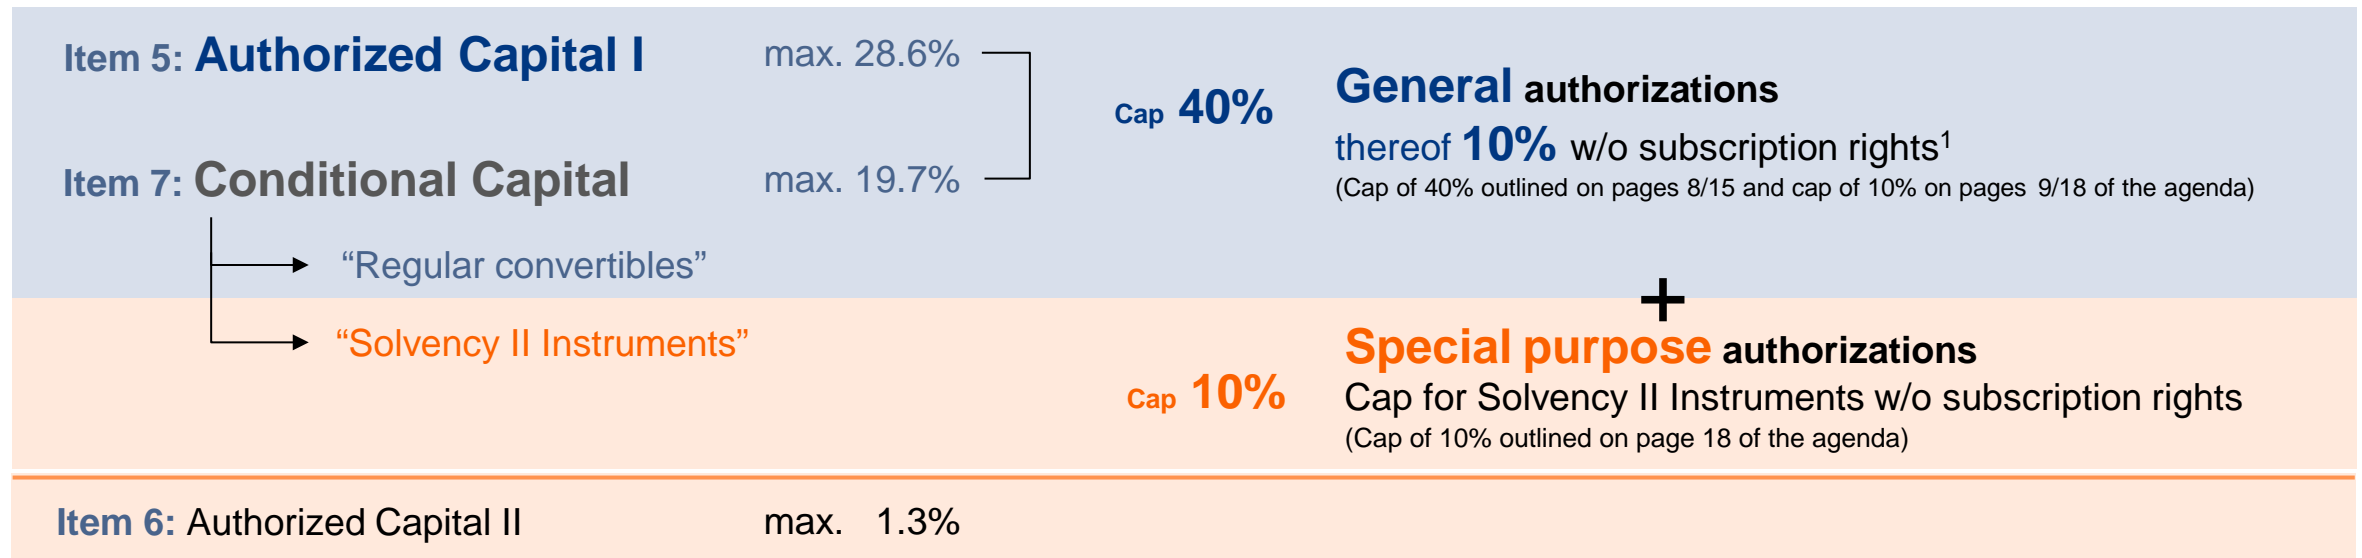 Item 5: Authorized Capital I max. 28.6%
Cap 40%
General authorizations
thereof 10% w/o subscription rights¹
(Cap of 40% outlined on pages 8/15 and cap of 10% on pages 9/18 of the agenda)
Item 7: Conditional Capital max. 19.7%
“Regular convertibles”
+
“Solvency II Instruments”
Cap 10%
Special purpose authorizations
Cap for Solvency II Instruments w/o subscription rights
(Cap of 10% outlined on page 18 of the agenda)
Item 6: Authorized Capital II max. 1.3%